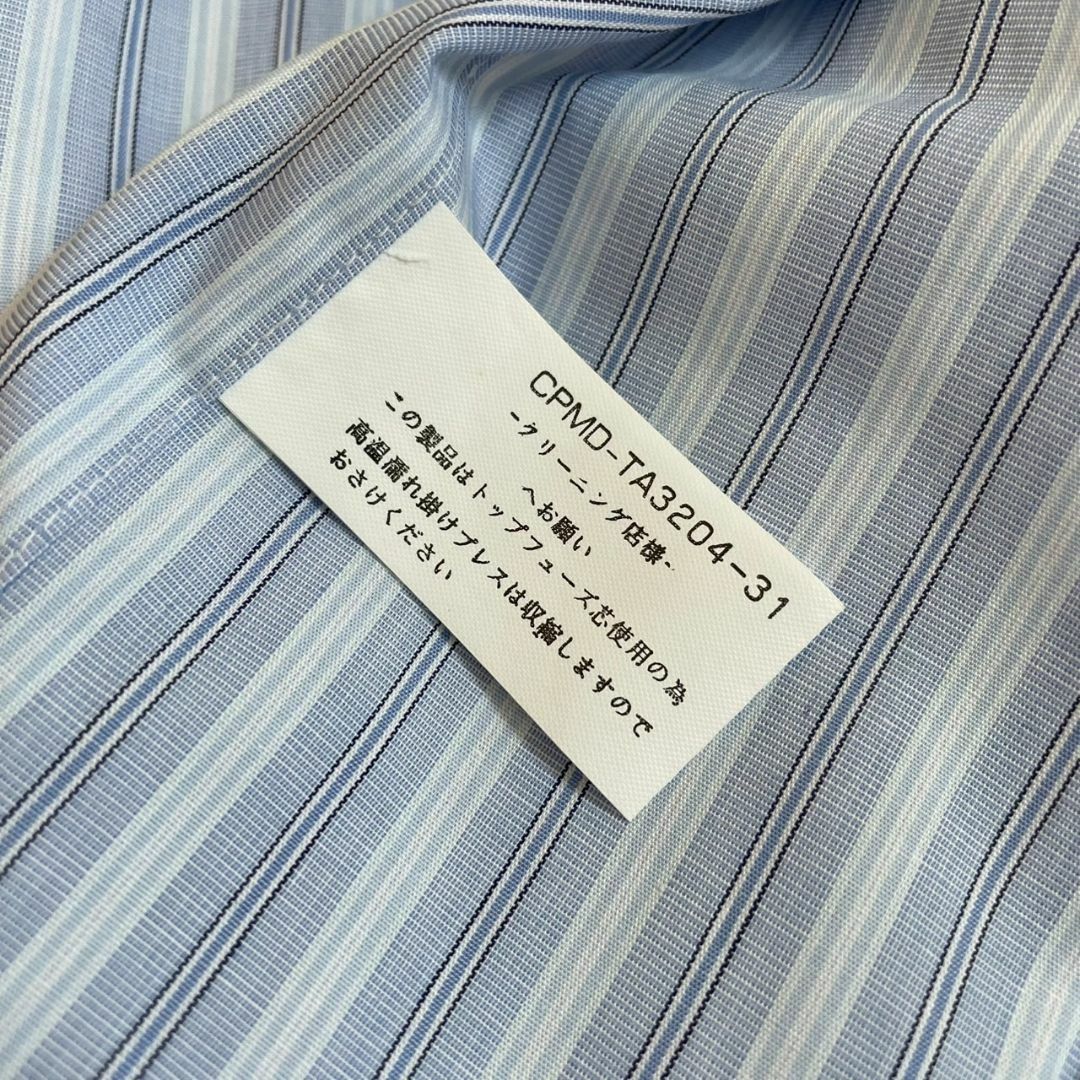 CPMD-TA3204-31
-クリーニング店様-
へお願い
この製品はトップフューズ芯使用の為
高温濡れ掛けプレスは収縮しますので
おさけください